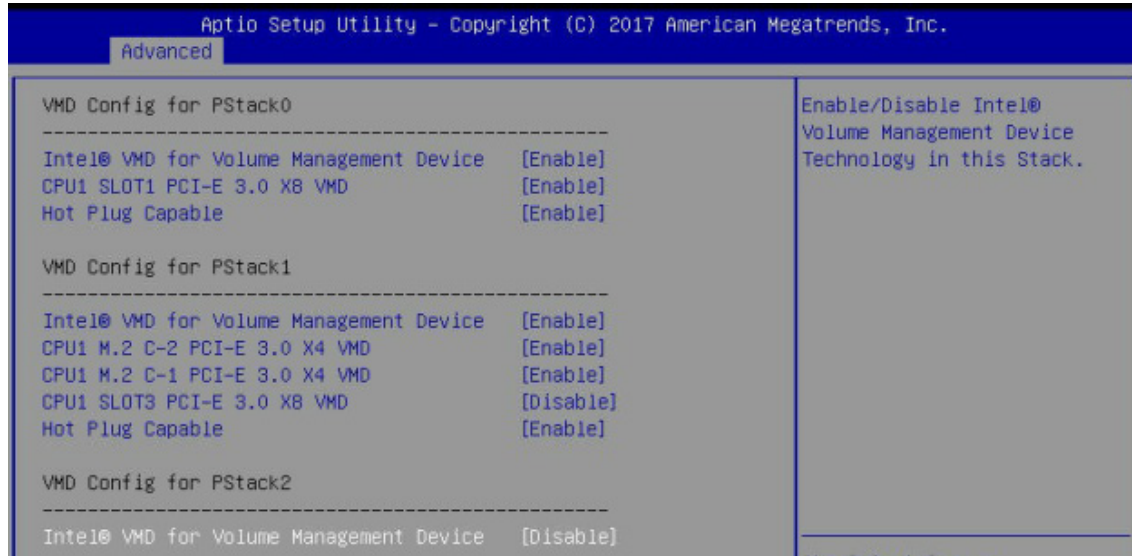 Aptio Setup Utility – Copyright (C) 2017 American Megatrends, Inc.
Advanced
VMD Config for PStack0
------------------------------------------------------------
Intel® VMD for Volume Management Device [Enable]
CPU1 SLOT1 PCI-E 3.0 X8 VMD [Enable]
Hot Plug Capable [Enable]
VMD Config for PStack1
------------------------------------------------------------
Intel® VMD for Volume Management Device [Enable]
CPU1 M.2 C-2 PCI-E 3.0 X4 VMD [Enable]
CPU1 M.2 C-1 PCI-E 3.0 X4 VMD [Enable]
CPU1 SLOT3 PCI-E 3.0 X8 VMD [Disable]
Hot Plug Capable [Enable]
VMD Config for PStack2
------------------------------------------------------------
Intel® VMD for Volume Management Device [Disable]
Enable/Disable Intel®
Volume Management Device
Technology in this Stack.